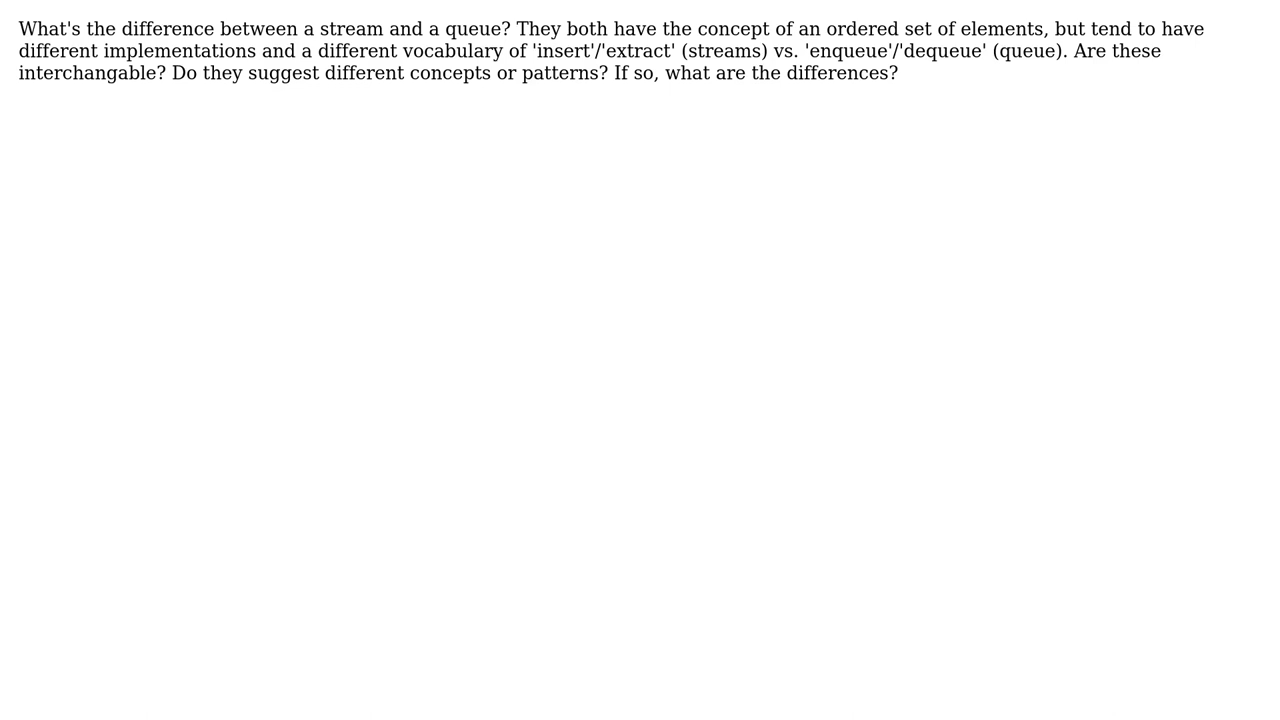 What's the difference between a stream and a queue? They both have the concept of an ordered set of elements, but tend to have
different implementations and a different vocabulary of 'insert'/'extract' (streams) vs. 'enqueue'/'dequeue' (queue). Are these
interchangable? Do they suggest different concepts or patterns? If so, what are the differences?